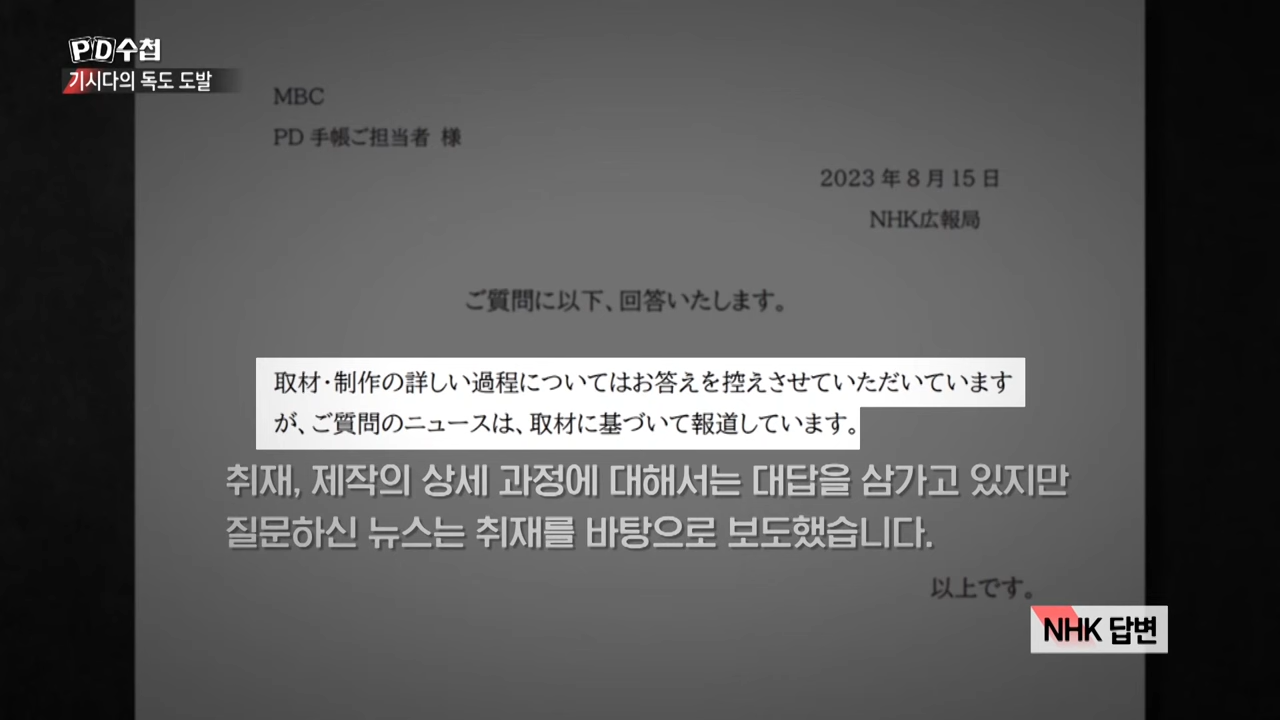 PD수첩
기시다의 독도 도발
MBC
PD 手帳ご担当者 様
2023 年 8 月 15 日
NHK広報局
ご質問に以下、回答いたします。
取材・制作の詳しい過程についてはお答えを控えさせていただいています
が、ご質問のニュースは、取材に基づいて報道しています。
취재, 제작의 상세 과정에 대해서는 대답을 삼가고 있지만
질문하신 뉴스는 취재를 바탕으로 보도했습니다.
以上です。
NHK 답변